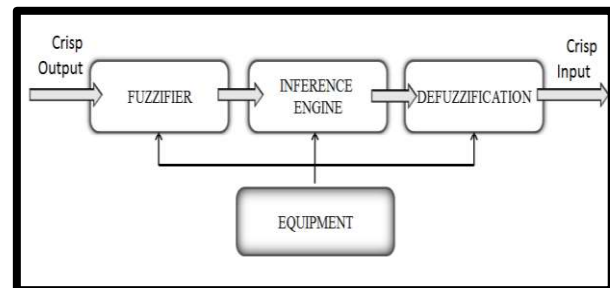 Crisp
Output
FUZZIFIER
INFERENCE
ENGINE
DEFUZZIFICATION
Crisp
Input
EQUIPMENT